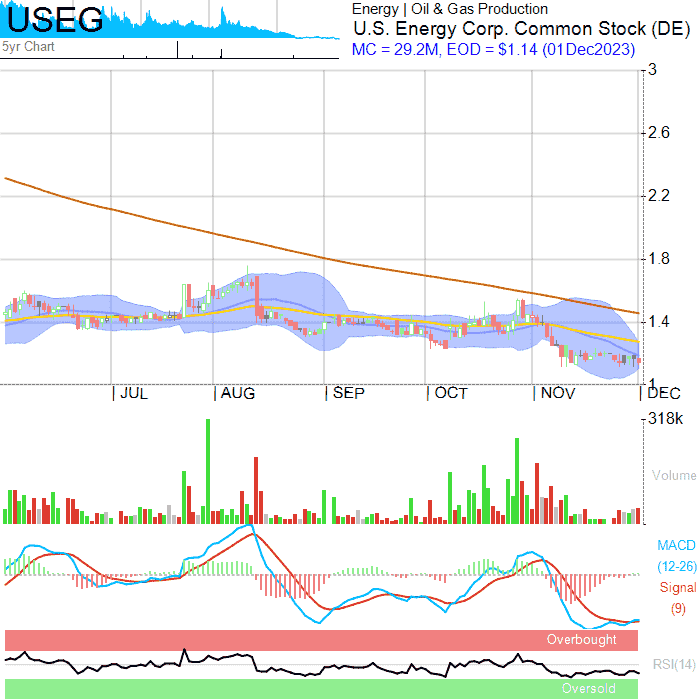 USEG
5yr Chart
Energy | Oil & Gas Production
U.S. Energy Corp. Common Stock (DE)
MC = 29.2M, EOD = $1.14 (01Dec2023)
3
2.6
2.2
1.8
1.4
1
JUL AUG SEP OCT NOV DEC
318k
Volume
MACD
(12-26)
Signal
(9)
Overbought
RSI(14)
Oversold